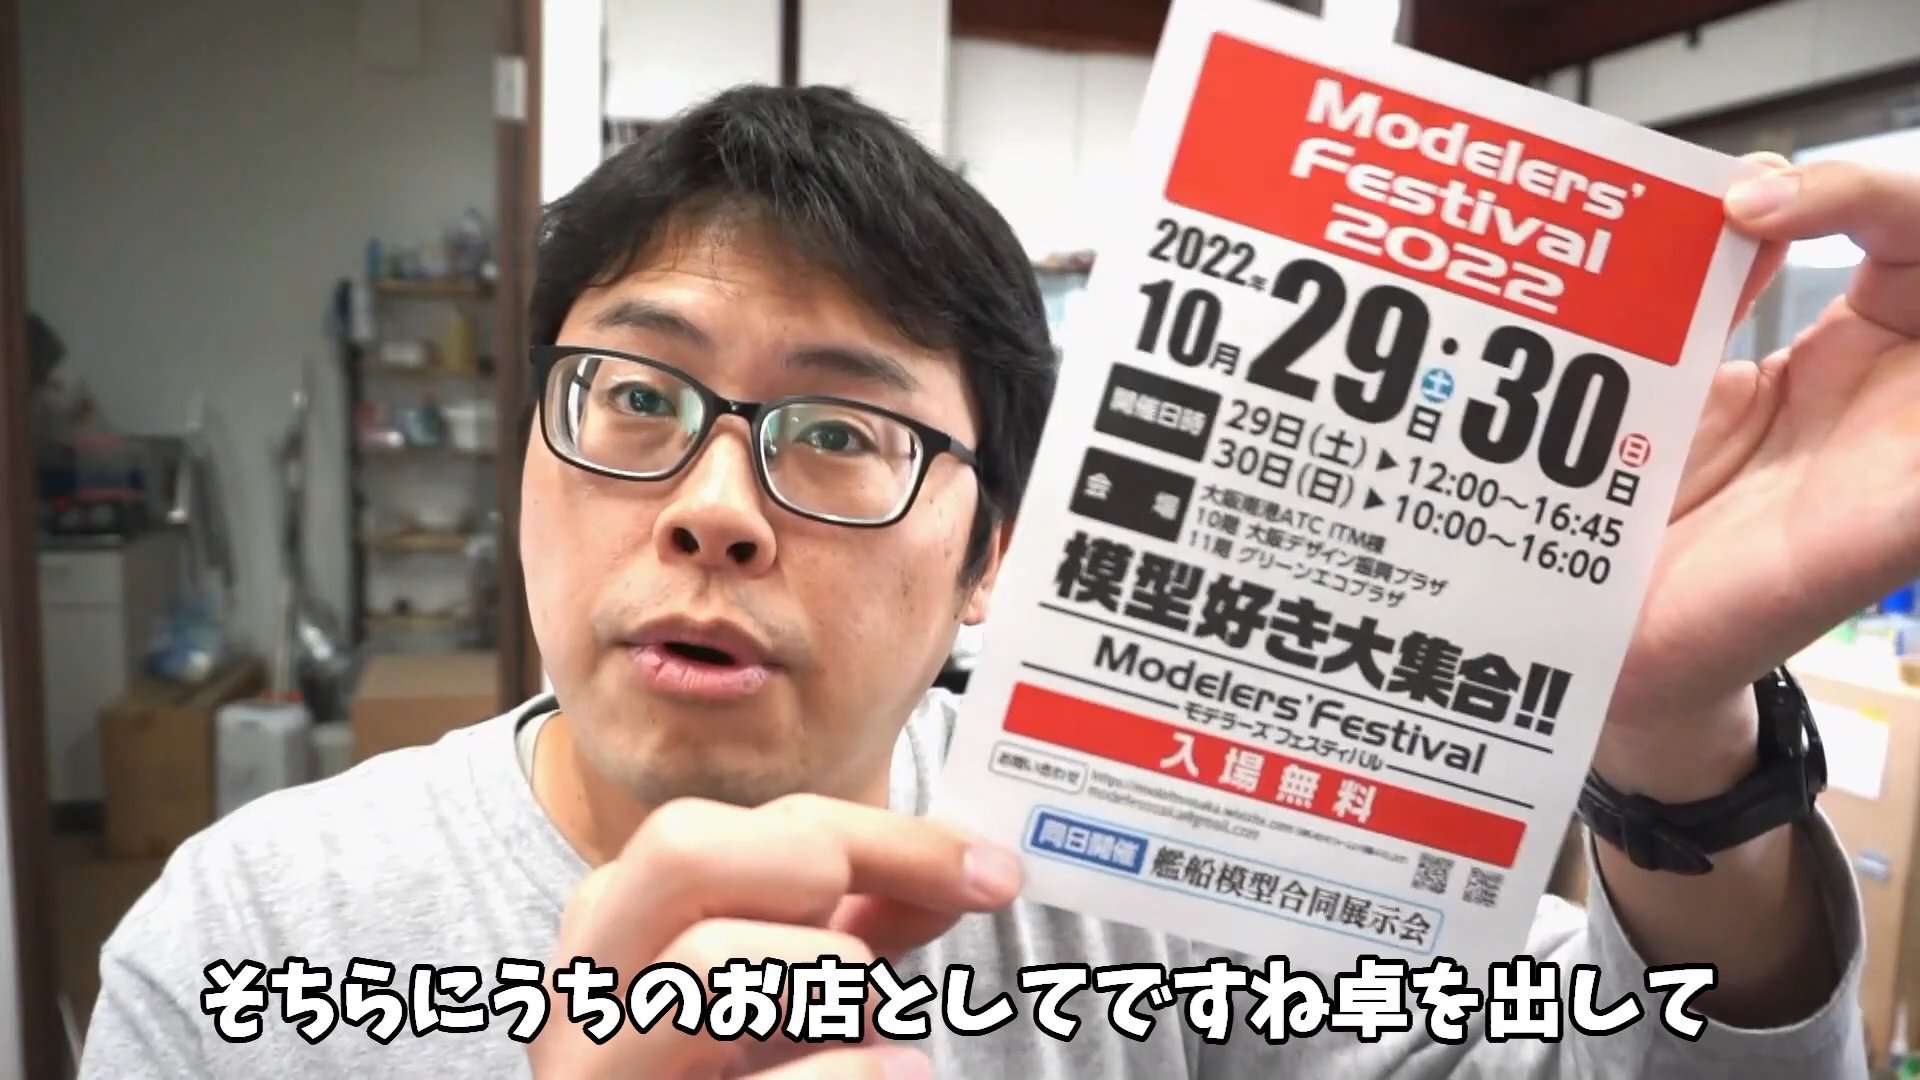 Modelers'
Festival
2022
2022年
10月29日・30日
土 日
開催日時
29日(土)▶12:00～16:45
30日(日)▶10:00～16:00
会場
大阪南港ATC ITM棟
10階 大阪デザイン振興プラザ
11階 グリーンエコプラザ
模型好き大集合!!
Modelers'Festival
モデラーズフェスティバル
入場無料
お問い合わせ
同日開催 艦船模型合同展示会
そちらにうちのお店としてですね卓を出して